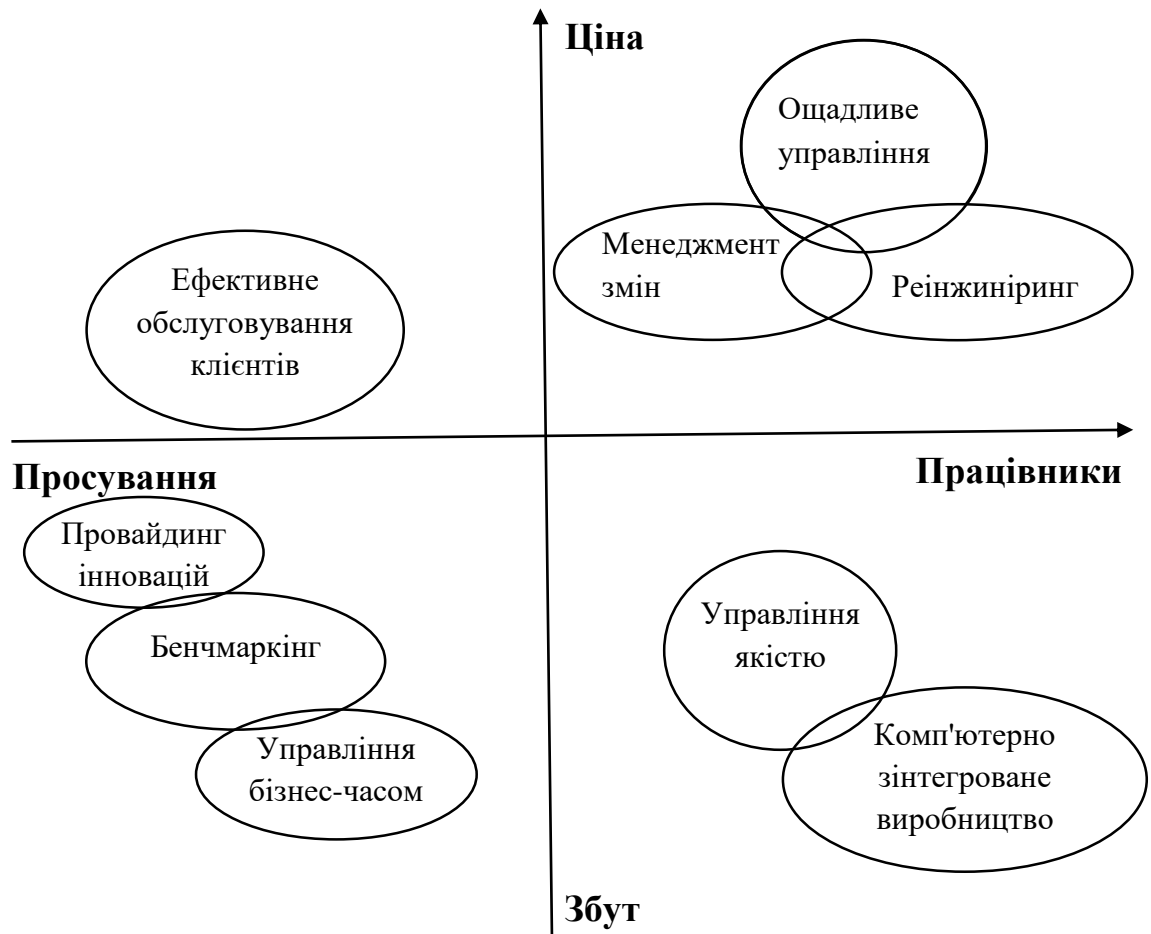 Ціна
Ощадливе
управління
Менеджмент
змін
Реінжиніринг
Ефективне
обслуговування
клієнтів
Просування
Працівники
Провайдинг
інновацій
Бенчмаркінг
Управління
бізнес-часом
Управління
якістю
Комп'ютерно
зінтегроване
виробництво
Збут